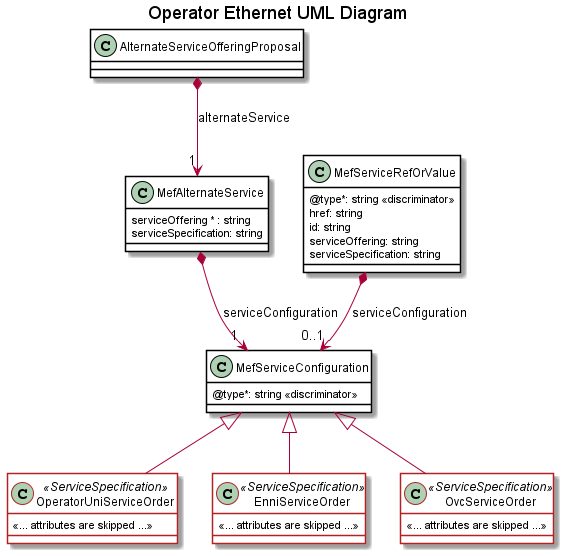 Operator Ethernet UML Diagram
C AlternateServiceOfferingProposal
alternateService
1
C MefAlternateService
serviceOffering * : string
serviceSpecification: string
C MefServiceRefOrValue
@type*: string «discriminator»
href: string
id: string
serviceOffering: string
serviceSpecification: string
serviceConfiguration
1
serviceConfiguration
0..1
C MefServiceConfiguration
@type*: string «discriminator»
C «ServiceSpecification»
OperatorUniServiceOrder
«... attributes are skipped ...»
C «ServiceSpecification»
EnniServiceOrder
«... attributes are skipped ...»
C «ServiceSpecification»
OvcServiceOrder
«... attributes are skipped ...»